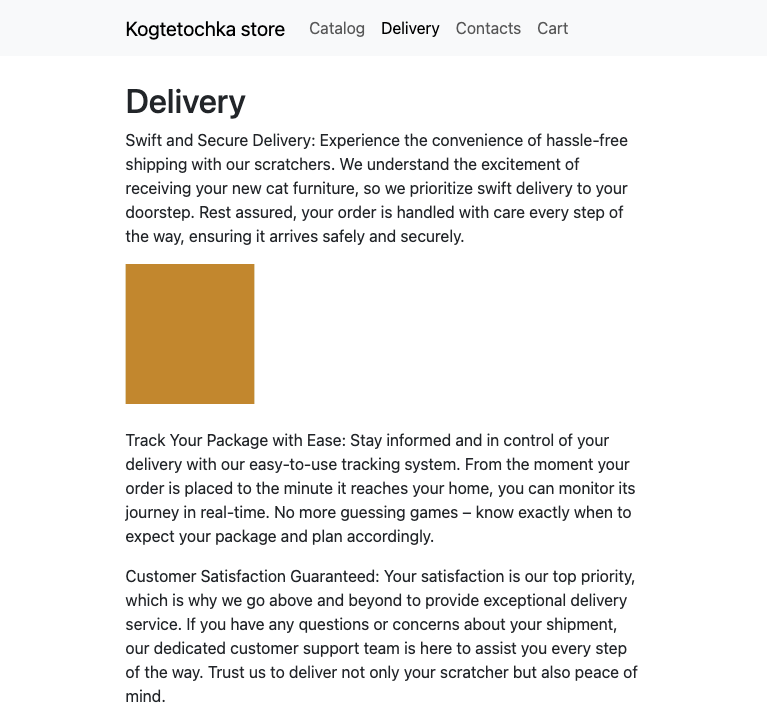 Kogtetochka store Catalog Delivery Contacts Cart
Delivery
Swift and Secure Delivery: Experience the convenience of hassle-free
shipping with our scratchers. We understand the excitement of
receiving your new cat furniture, so we prioritize swift delivery to your
doorstep. Rest assured, your order is handled with care every step of
the way, ensuring it arrives safely and securely.
Track Your Package with Ease: Stay informed and in control of your
delivery with our easy-to-use tracking system. From the moment your
order is placed to the minute it reaches your home, you can monitor its
journey in real-time. No more guessing games – know exactly when to
expect your package and plan accordingly.
Customer Satisfaction Guaranteed: Your satisfaction is our top priority,
which is why we go above and beyond to provide exceptional delivery
service. If you have any questions or concerns about your shipment,
our dedicated customer support team is here to assist you every step
of the way. Trust us to deliver not only your scratcher but also peace of
mind.